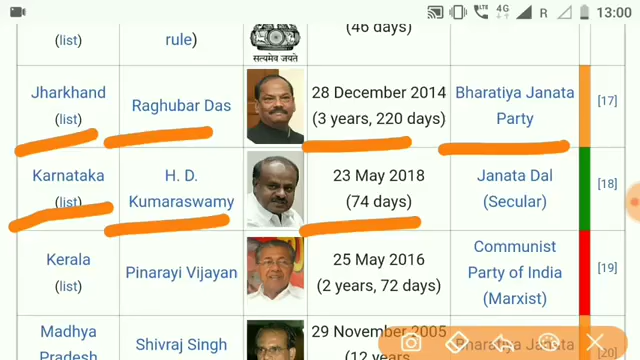 LTE 4G R 13:00
(list) rule) (46 days)
सत्यमेव जयते
Jharkhand
(list)
Raghubar Das
28 December 2014
(3 years, 220 days)
Bharatiya Janata
Party
[17]
Karnataka
(list)
H. D.
Kumaraswamy
23 May 2018
(74 days)
Janata Dal
(Secular)
[18]
Kerala
(list)
Pinarayi Vijayan
25 May 2016
(2 years, 72 days)
Communist
Party of India
(Marxist)
[19]
Madhya
Pradesh
Shivraj Singh
29 November 2005
(12 years,
Bharatiya Janata
[20]